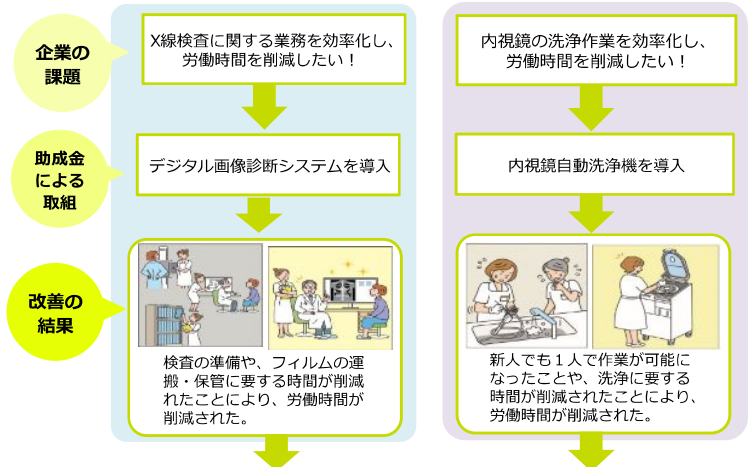 企業の
課題
X線検査に関する業務を効率化し、
労働時間を削減したい！
内視鏡の洗浄作業を効率化し、
労働時間を削減したい！
助成金
による
取組
デジタル画像診断システムを導入
内視鏡自動洗浄機を導入
改善の
結果
検査の準備や、フィルムの運
搬・保管に要する時間が削減
れたことにより、労働時間が
削減された。
新人でも１人で作業が可能に
なったことや、洗浄に要する
時間が削減されたことにより、
労働時間が削減された。